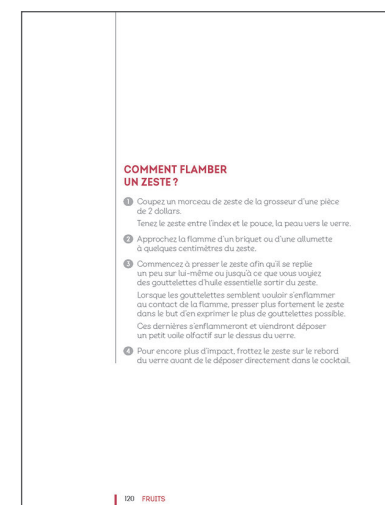 COMMENT FLAMBER
UN ZESTE ?
1 Coupez un morceau de zeste de la grosseur d'une pièce
de 2 dollars.
Tenez le zeste entre l'index et le pouce, la peau vers le verre.
2 Approchez la flamme d'un briquet ou d'une allumette
à quelques centimètres du zeste.
3 Commencez à presser le zeste afin qu'il se replie
un peu sur lui-même ou jusqu'à ce que vous voyiez
des gouttelettes d'huile essentielle sortir du zeste.
Lorsque les gouttelettes semblent vouloir s'enflammer
au contact de la flamme, presser plus fortement le zeste
dans le but d'en exprimer le plus de gouttelettes possible.
Ces dernières s'enflammeront et viendront déposer
un petit voile olfactif sur le dessus du verre.
4 Pour encore plus d'impact, frottez le zeste sur le rebord
du verre avant de le déposer directement dans le cocktail.
120 FRUITS